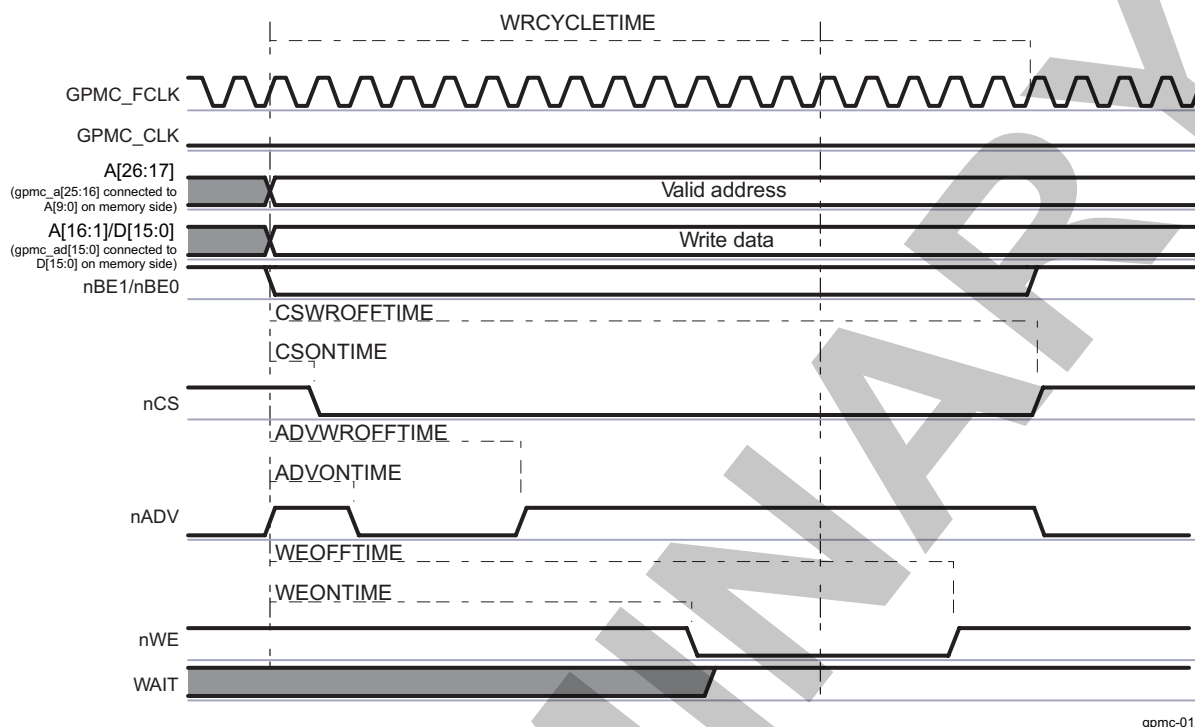 WRCYCLETIME
GPMC_FCLK
GPMC_CLK
A[26:17]
(gpmc_a[25:16] connected to
A[9:0] on memory side)
Valid address
A[16:1]/D[15:0]
(gpmc_ad[15:0] connected to
D[15:0] on memory side)
Write data
nBE1/nBE0
CSWROFFTIME
CSONTIME
nCS
ADVWROFFTIME
ADVONTIME
nADV
WEOFFTIME
WEONTIME
nWE
WAIT